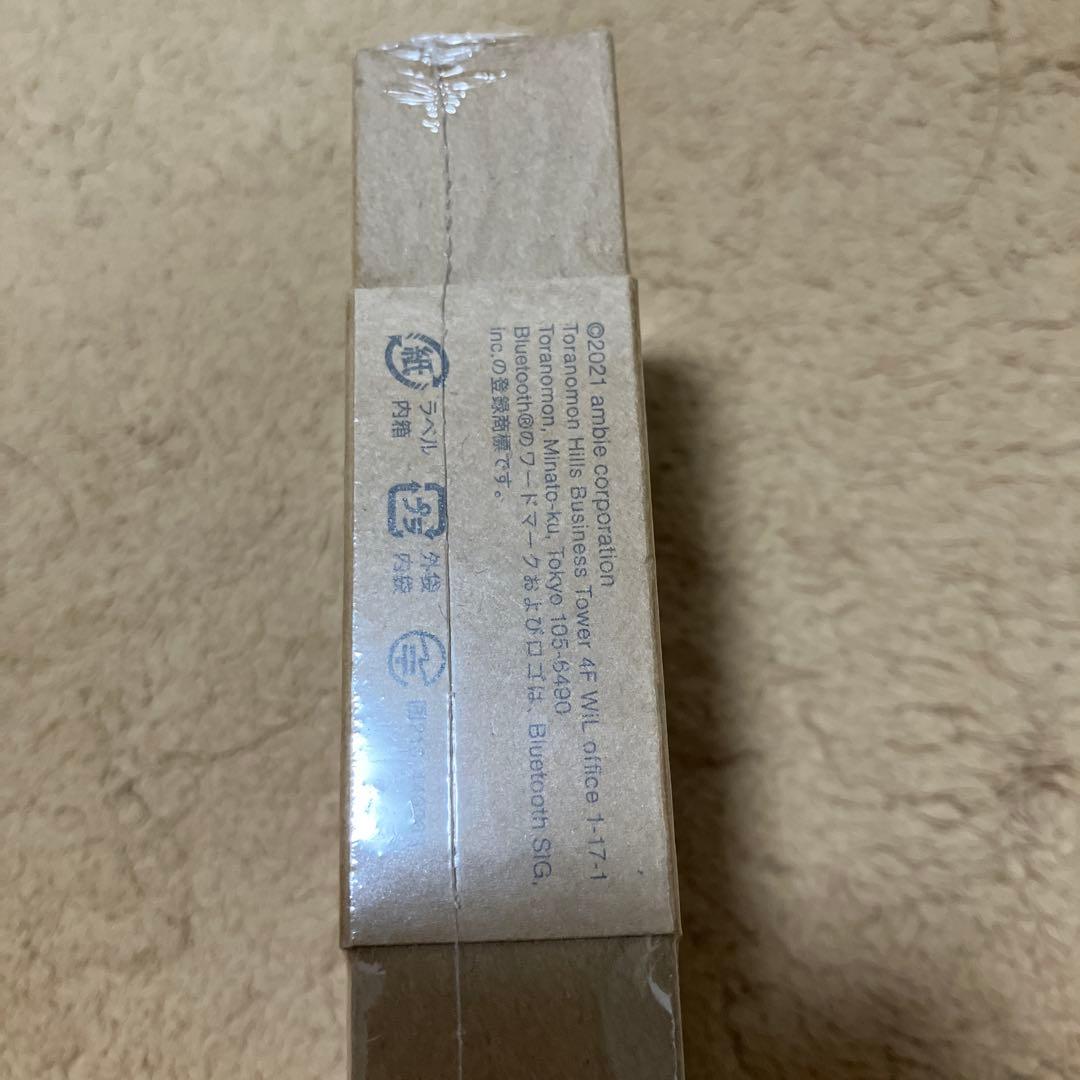 ©2021 ambie corporation
Toranomon Hills Business Tower 4F WiL office 1-17-1
Toranomon, Minato-ku, Tokyo 105-6490
Bluetooth®のワードマークおよびロゴは、Bluetooth SIG,
inc.の登録商標です。
紙 ラベル
内箱
プラ 外袋
内袋